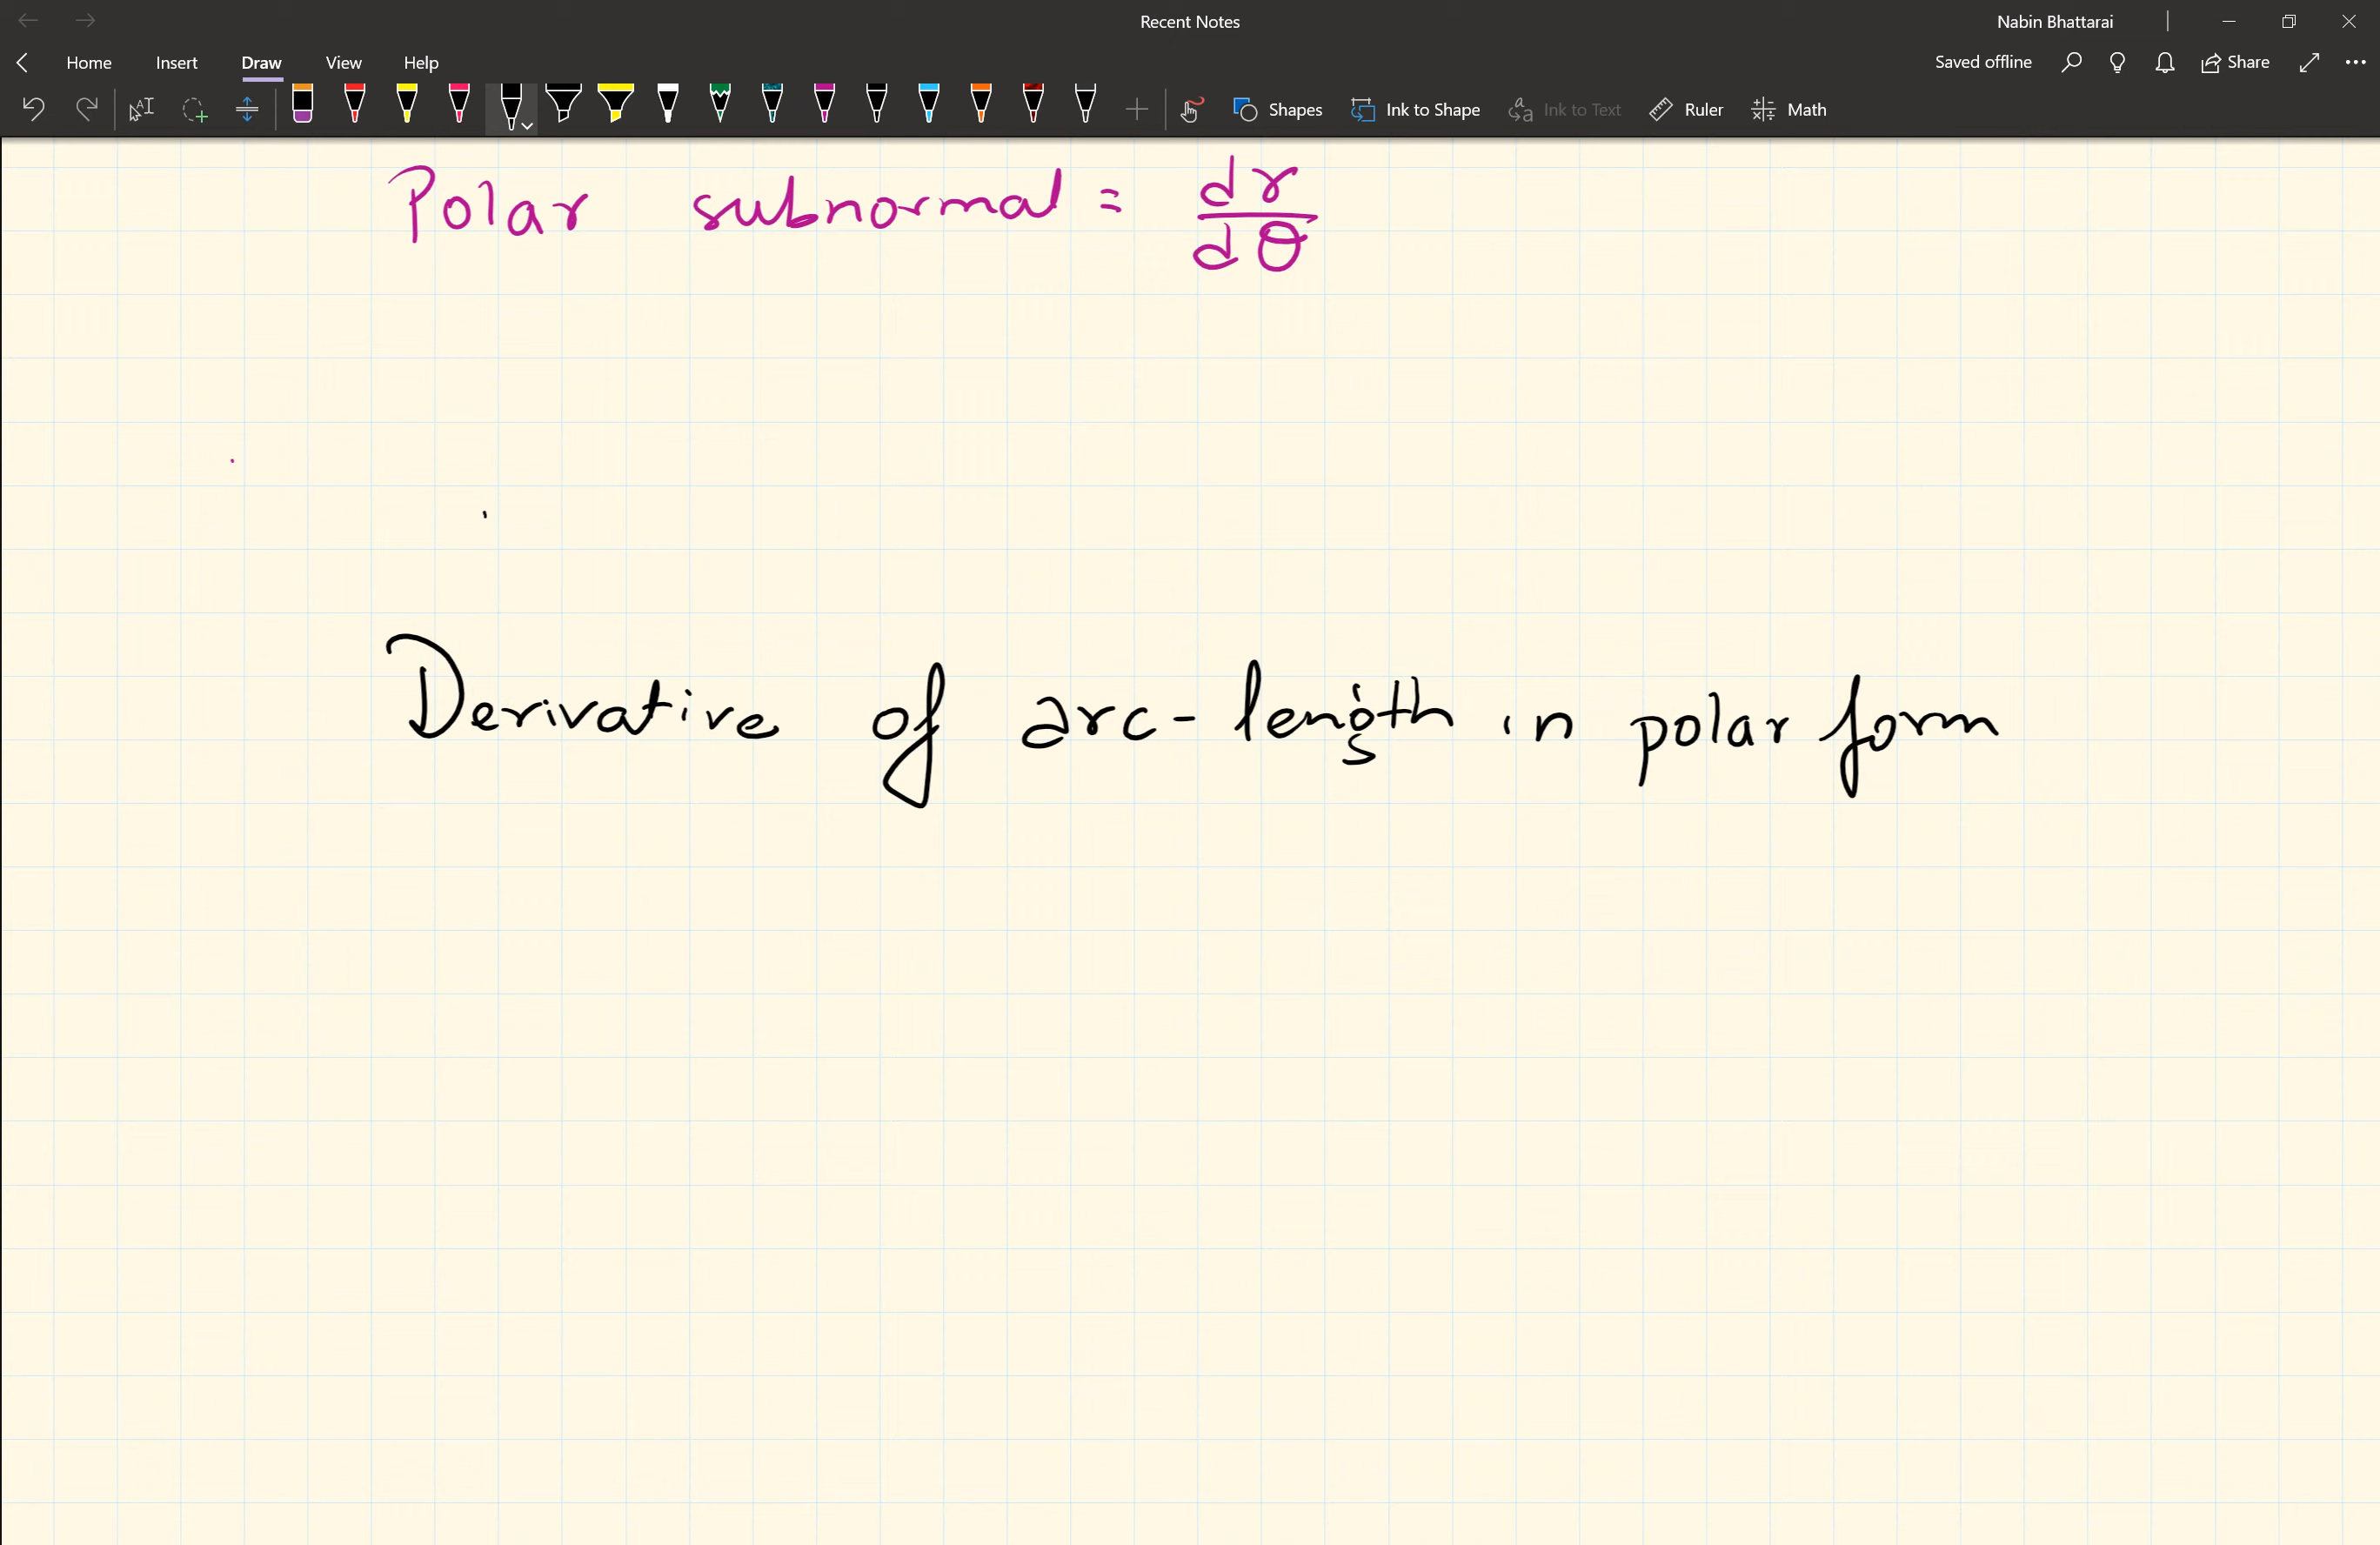 Recent Notes
Nabin Bhattarai
Home Insert Draw View Help
Saved offline
Share
Shapes Ink to Shape Ink to Text Ruler Math
Polar subnormal = dr/dθ
Derivative of arc-length in polar form